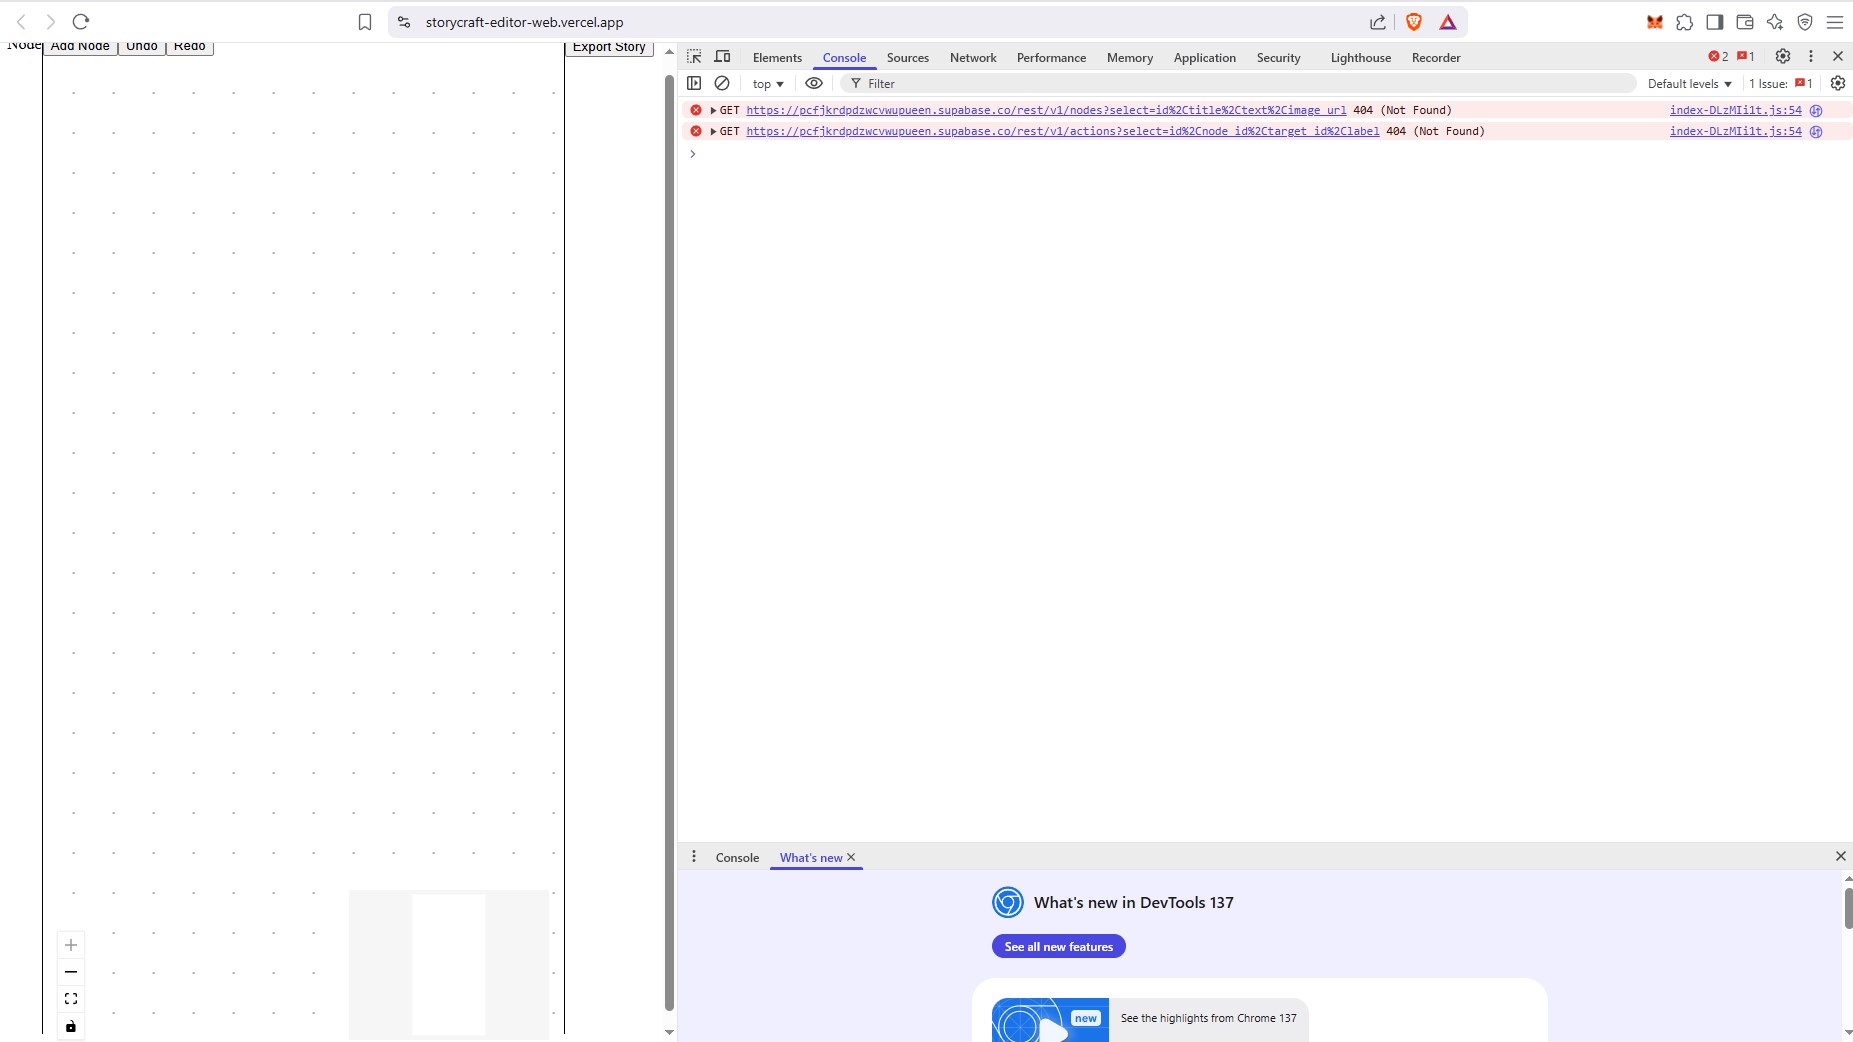 storycraft-editor-web.vercel.app
Node Add Node Undo Redo Export Story
Elements Console Sources Network Performance Memory Application Security Lighthouse Recorder 2 1
top Filter Default levels 1 Issue: 1
GET https://pcfjkrdpdzwcvwupueen.supabase.co/rest/v1/nodes?select=id%2Ctitle%2Ctext%2Cimage_url 404 (Not Found) index-DLzMIi1t.js:54
GET https://pcfjkrdpdzwcvwupueen.supabase.co/rest/v1/actions?select=id%2Cnode_id%2Ctarget_id%2Clabel 404 (Not Found) index-DLzMIi1t.js:54
Console What's new
What's new in DevTools 137
See all new features
new
See the highlights from Chrome 137